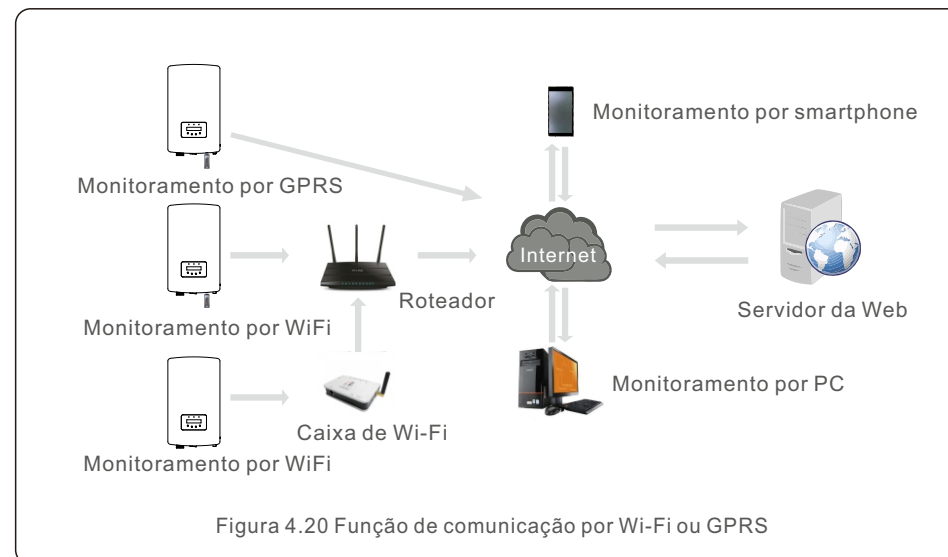 Monitoramento por smartphone
Monitoramento por GPRS
Internet
Roteador
Servidor da Web
Monitoramento por WiFi
Monitoramento por PC
Caixa de Wi-Fi
Monitoramento por WiFi
Figura 4.20 Função de comunicação por Wi-Fi ou GPRS